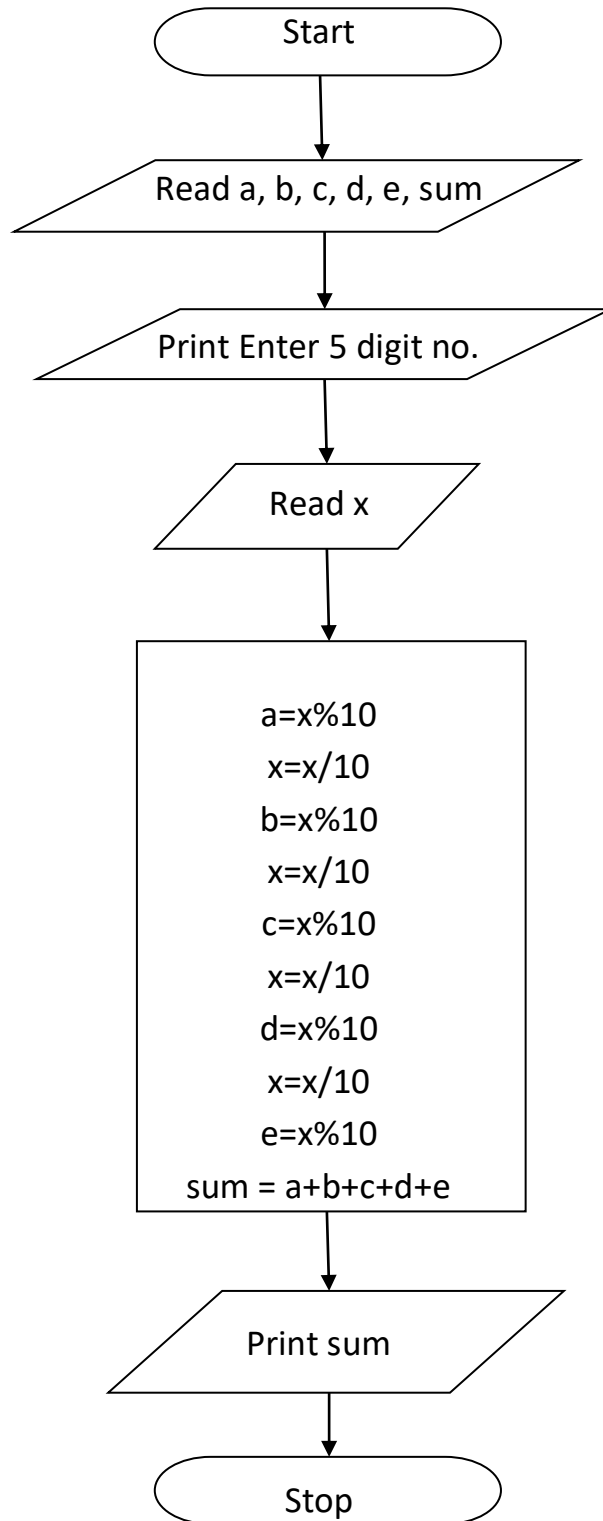 Start
Read a, b, c, d, e, sum
Print Enter 5 digit no.
Read x
a=x%10
x=x/10
b=x%10
x=x/10
c=x%10
x=x/10
d=x%10
x=x/10
e=x%10
sum = a+b+c+d+e
Print sum
Stop